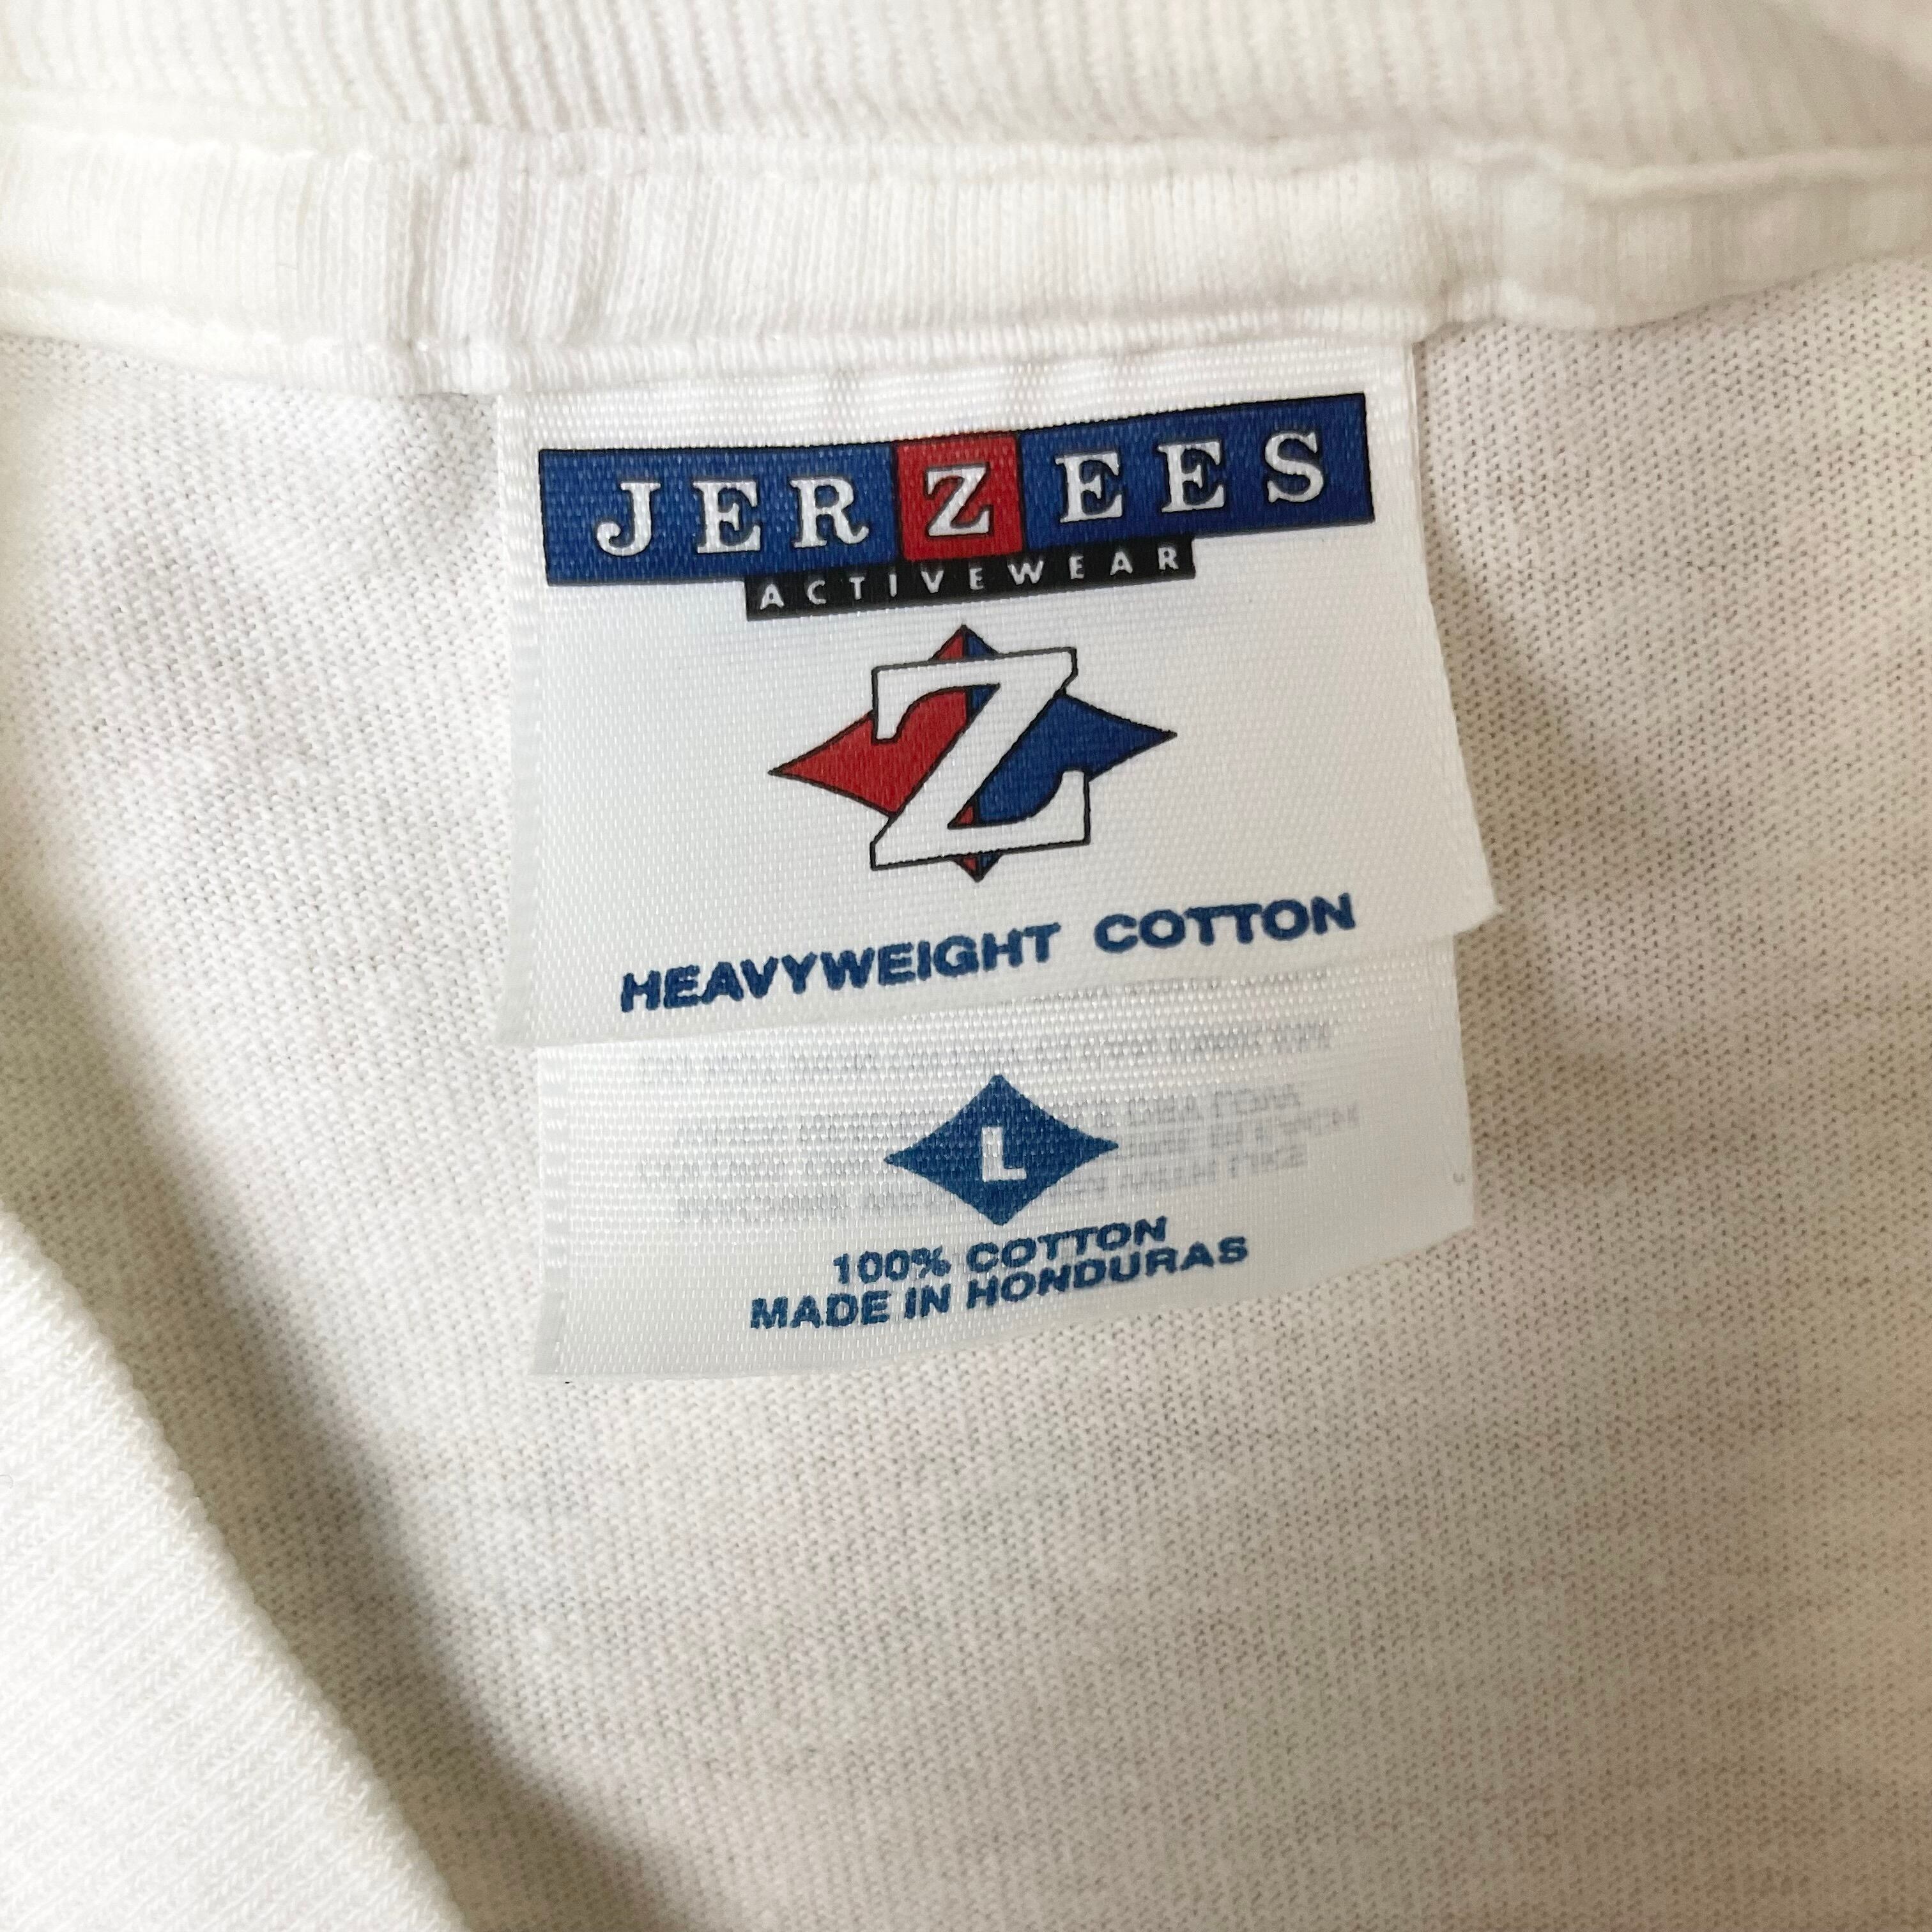 JERZEES
ACTIVEWEAR
Z
HEAVYWEIGHT COTTON
L
100% COTTON
MADE IN HONDURAS